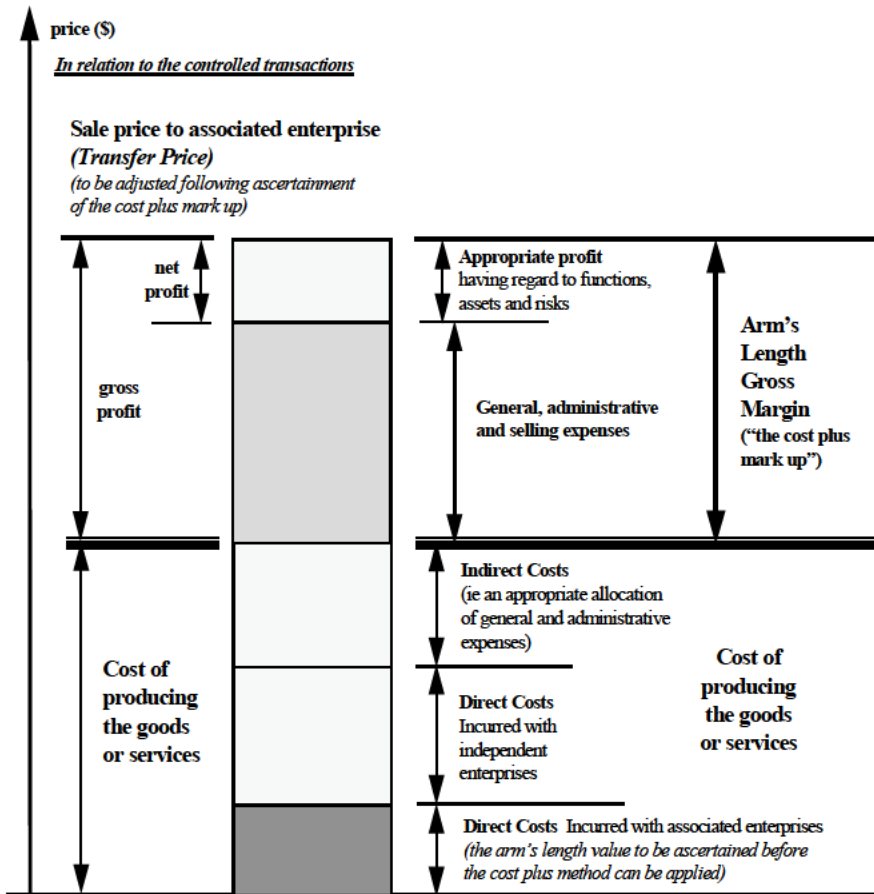 price ($)
In relation to the controlled transactions
Sale price to associated enterprise
(Transfer Price)
(to be adjusted following ascertainment
of the cost plus mark up)
net
profit
gross
profit
Appropriate profit
having regard to functions,
assets and risks
General, administrative
and selling expenses
Arm's
Length
Gross
Margin
("the cost plus
mark up")
Cost of
producing
the goods
or services
Indirect Costs
(ie an appropriate allocation
of general and administrative
expenses)
Direct Costs
Incurred with
independent
enterprises
Cost of
producing
the goods
or services
Direct Costs Incurred with associated enterprises
(the arm's length value to be ascertained before
the cost plus method can be applied)